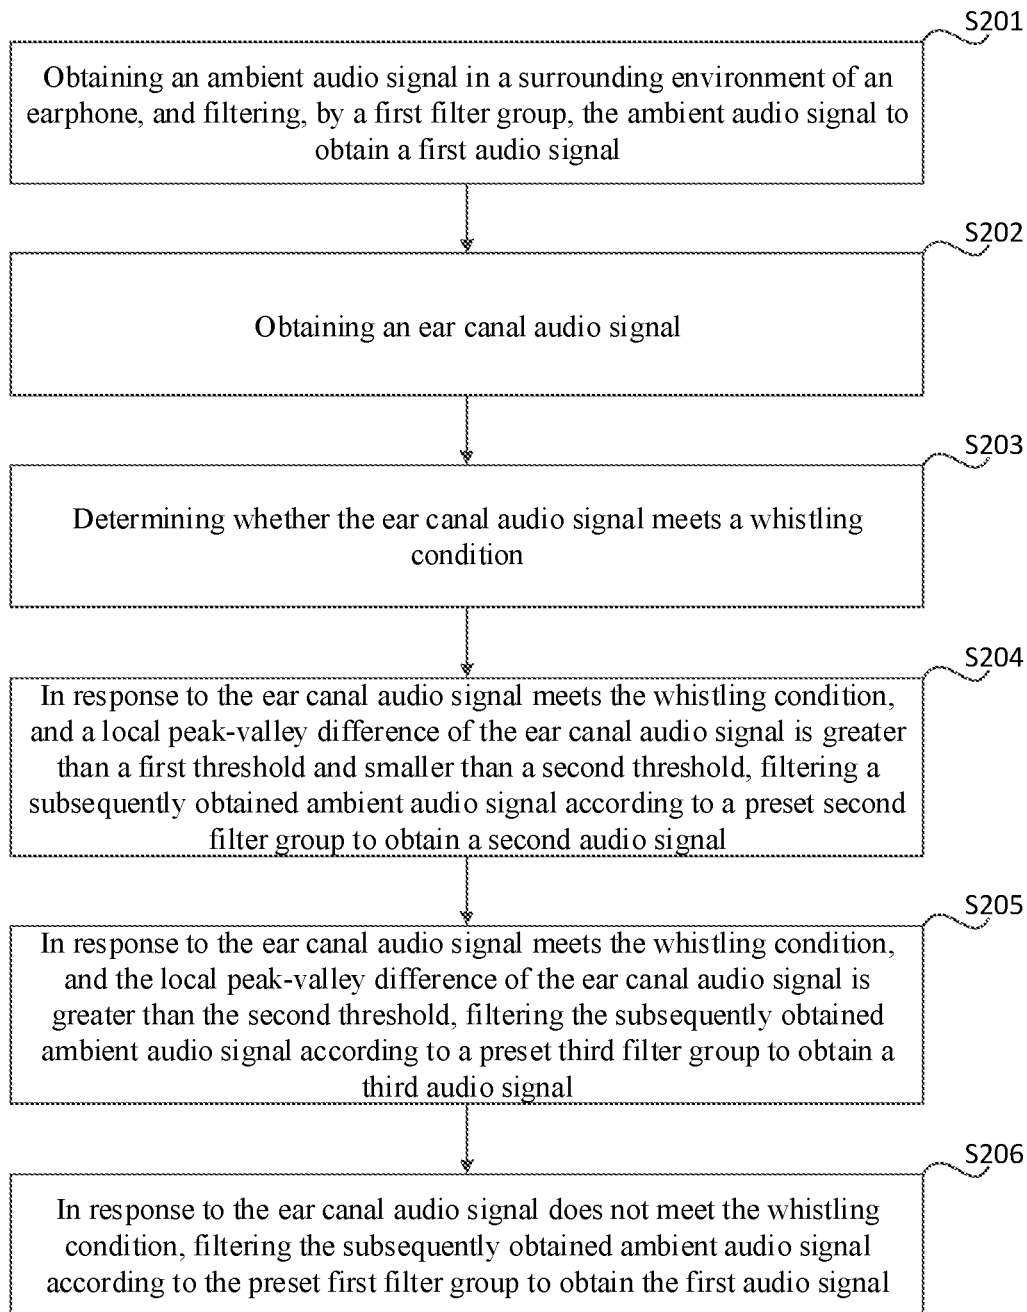 S201
Obtaining an ambient audio signal in a surrounding environment of an
earphone, and filtering, by a first filter group, the ambient audio signal to
obtain a first audio signal
S202
Obtaining an ear canal audio signal
S203
Determining whether the ear canal audio signal meets a whistling
condition
S204
In response to the ear canal audio signal meets the whistling condition,
and a local peak-valley difference of the ear canal audio signal is greater
than a first threshold and smaller than a second threshold, filtering a
subsequently obtained ambient audio signal according to a preset second
filter group to obtain a second audio signal
S205
In response to the ear canal audio signal meets the whistling condition,
and the local peak-valley difference of the ear canal audio signal is
greater than the second threshold, filtering the subsequently obtained
ambient audio signal according to a preset third filter group to obtain a
third audio signal
S206
In response to the ear canal audio signal does not meet the whistling
condition, filtering the subsequently obtained ambient audio signal
according to the preset first filter group to obtain the first audio signal